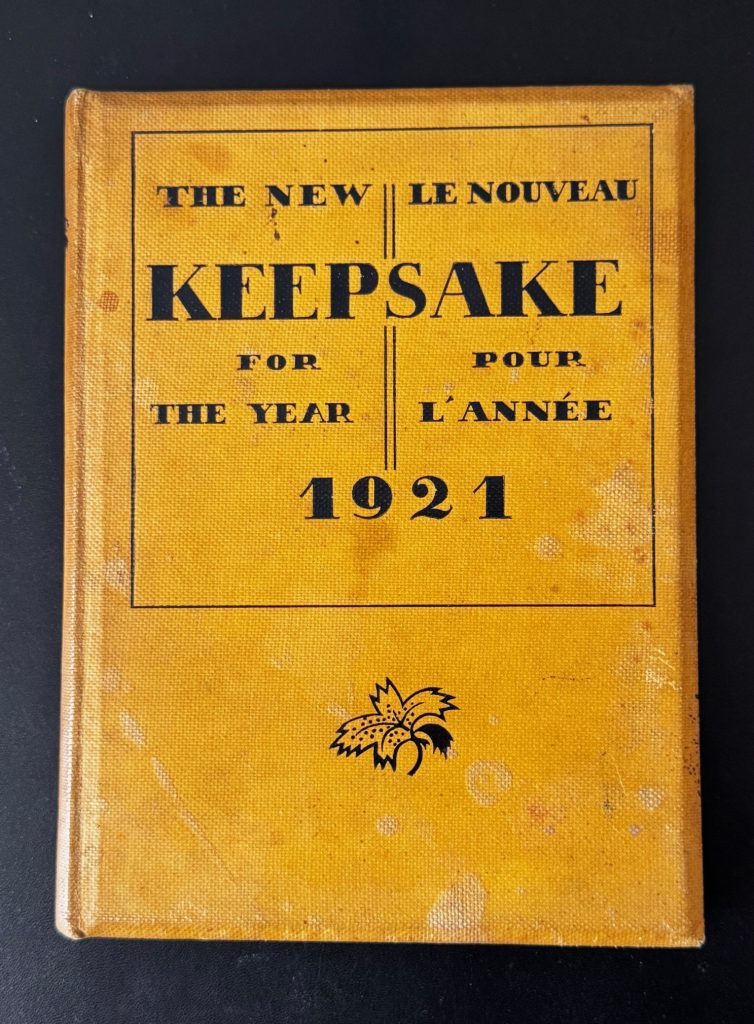 THE NEW LE NOUVEAU
KEEPSAKE
FOR POUR
THE YEAR L'ANNÉE
1921